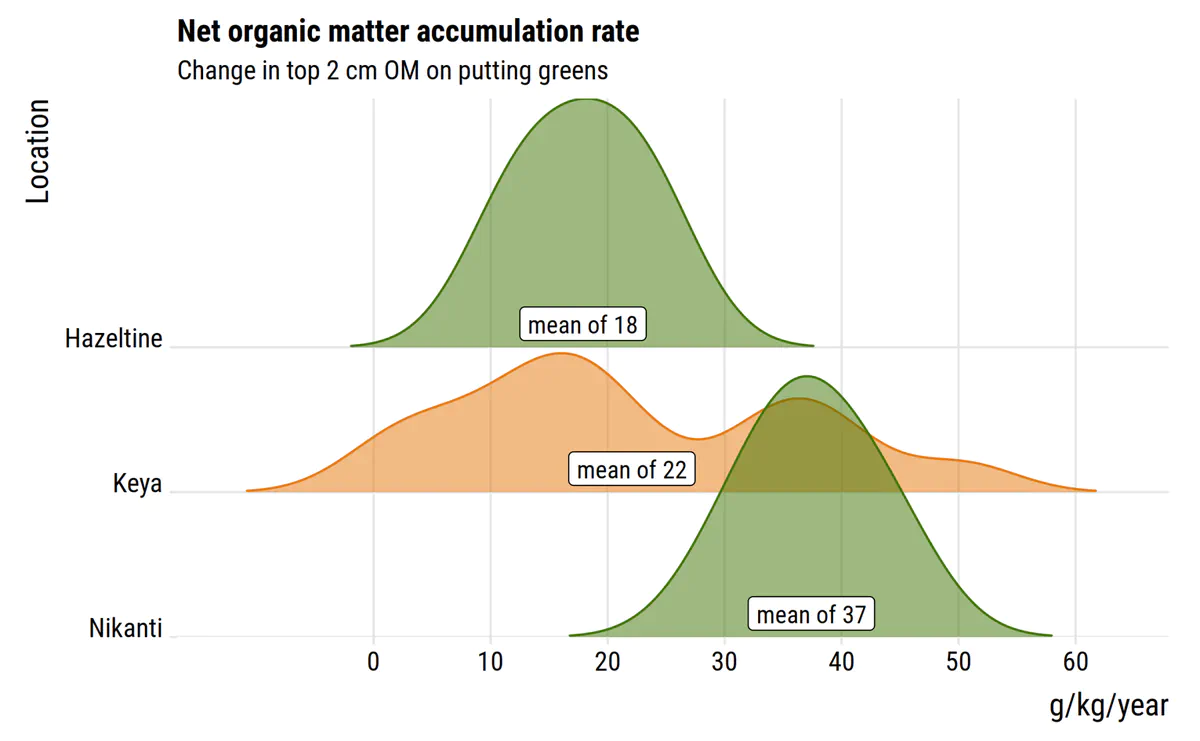 Net organic matter accumulation rate
Change in top 2 cm OM on putting greens
Location
Hazeltine
mean of 18
Keya
mean of 22
Nikanti
mean of 37
0 10 20 30 40 50 60
g/kg/year